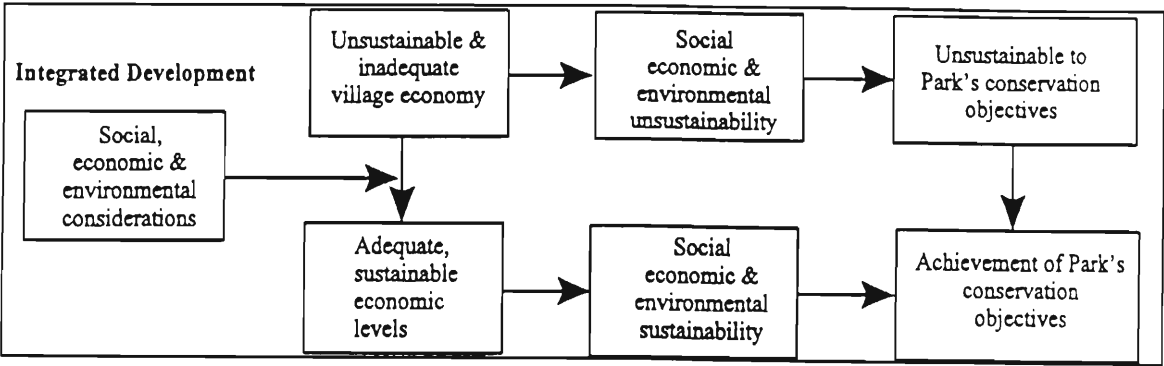 Integrated Development
Social,
economic &
environmental
considerations
Unsustainable &
inadequate
village economy
Social
economic &
environmental
unsustainability
Unsustainable to
Park's conservation
objectives
Adequate,
sustainable
economic
levels
Social
economic &
environmental
sustainability
Achievement of Park's
conservation
objectives